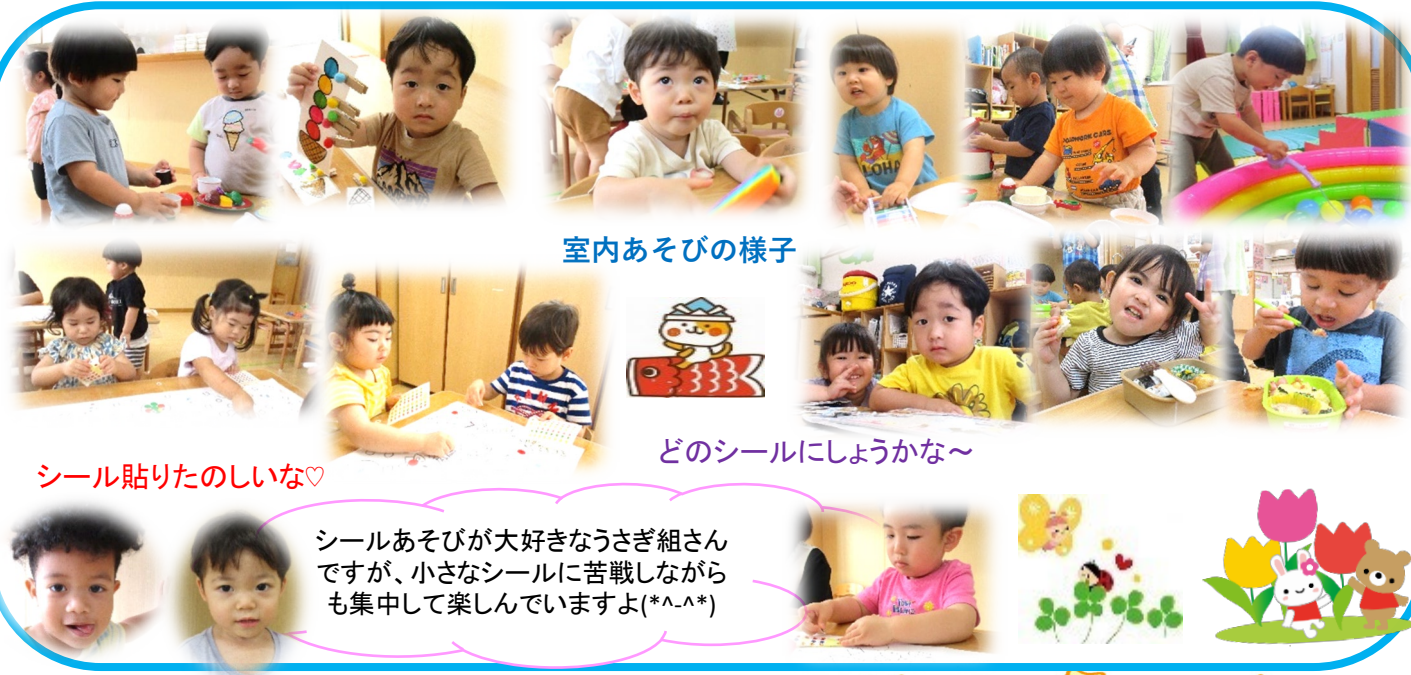 室内あそびの様子
どのシールにしょうかな～
シール貼りたのしいな♡
シールあそびが大好きなうさぎ組さん
ですが、小さなシールに苦戦しながら
も集中して楽しんでいますよ(*^-^*)
ALOHA